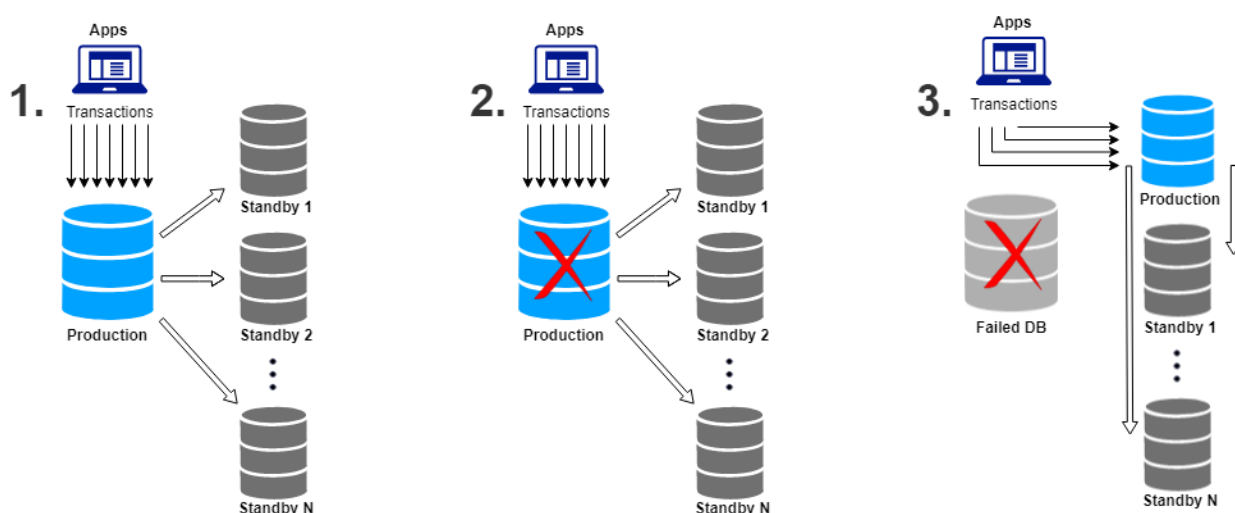 1.
Apps
Transactions
Production
Standby 1
Standby 2
Standby N
2.
Apps
Transactions
Production
Standby 1
Standby 2
Standby N
3.
Apps
Transactions
Production
Failed DB
Standby 1
Standby N